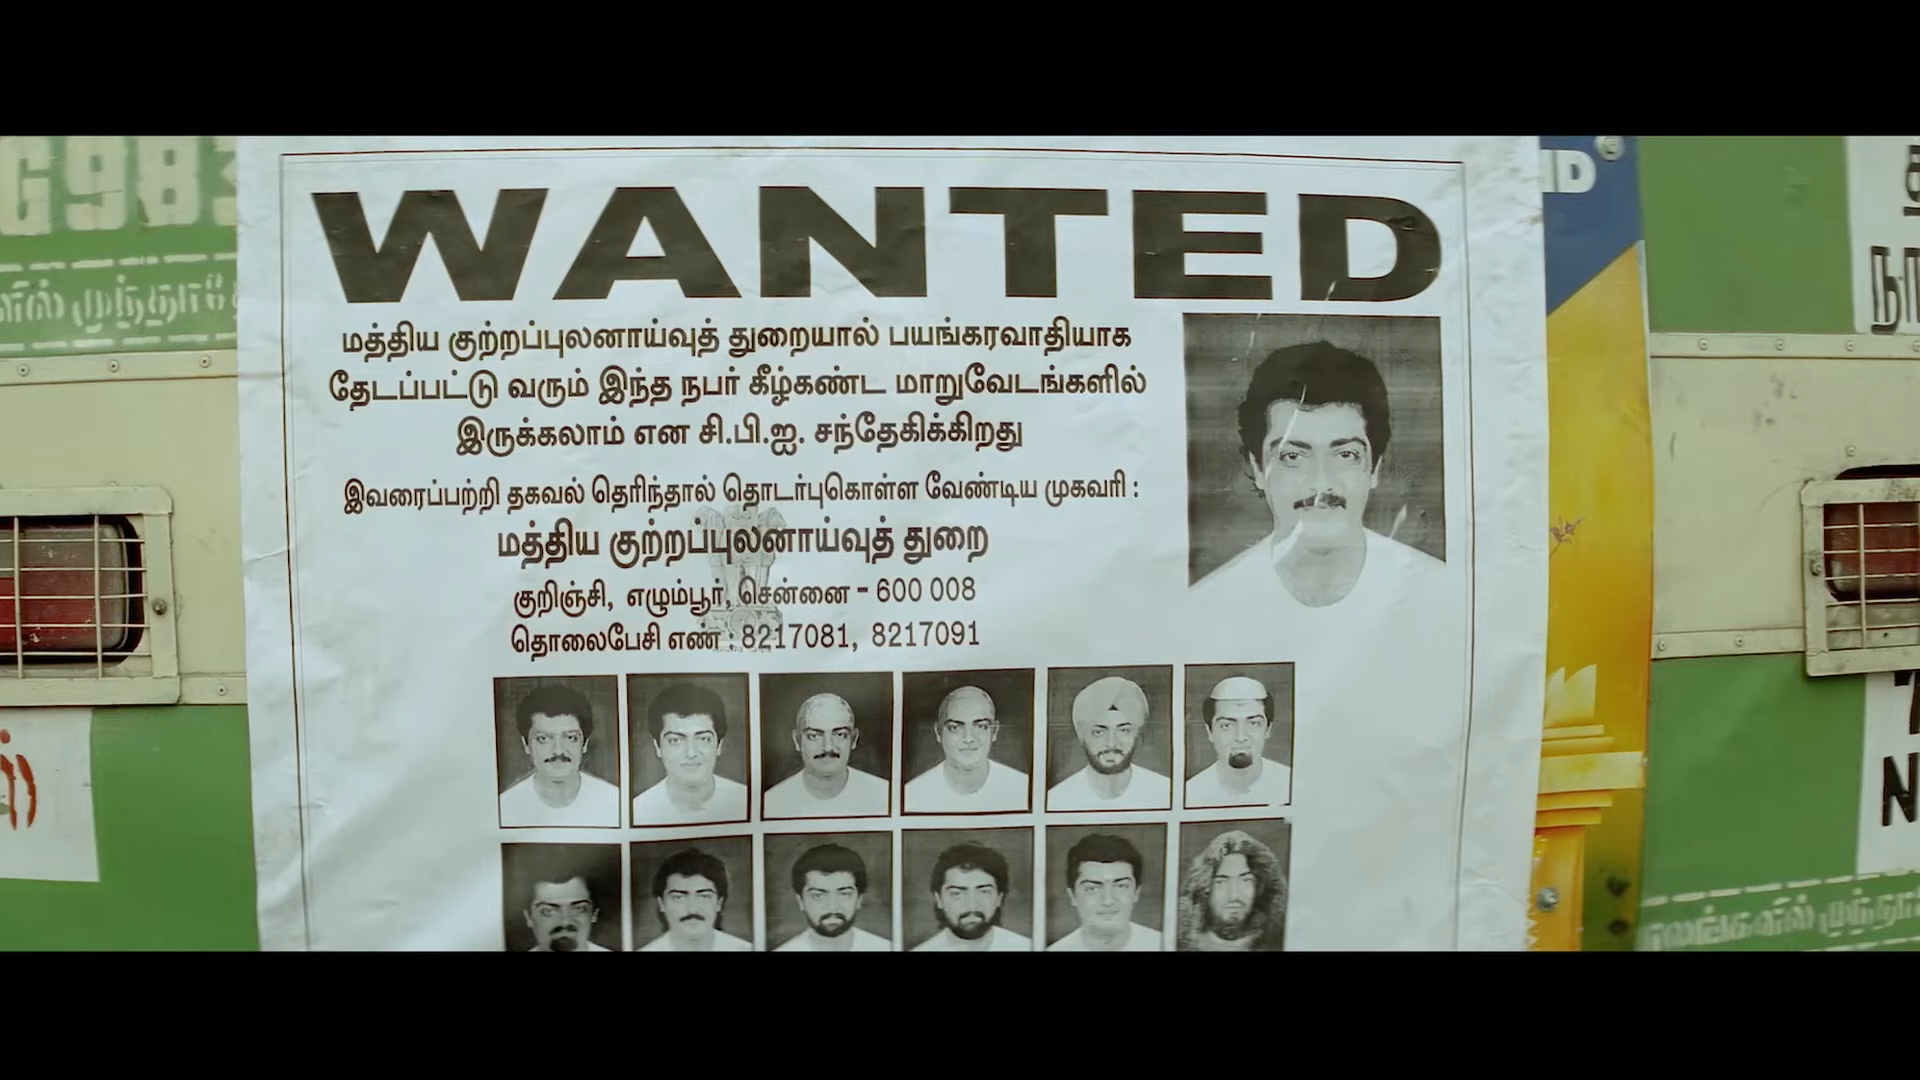 WANTED
மத்திய குற்றப்புலனாய்வுத் துறையால் பயங்கரவாதியாக
தேடப்பட்டு வரும் இந்த நபர் கீழ்கண்ட மாறுவேடங்களில்
இருக்கலாம் என சி.பி.ஐ. சந்தேகிக்கிறது
இவரைப்பற்றி தகவல் தெரிந்தால் தொடர்புகொள்ள வேண்டிய முகவரி :
மத்திய குற்றப்புலனாய்வுத் துறை
குறிஞ்சி, எழும்பூர், சென்னை - 600 008
தொலைபேசி எண் : 8217081, 8217091